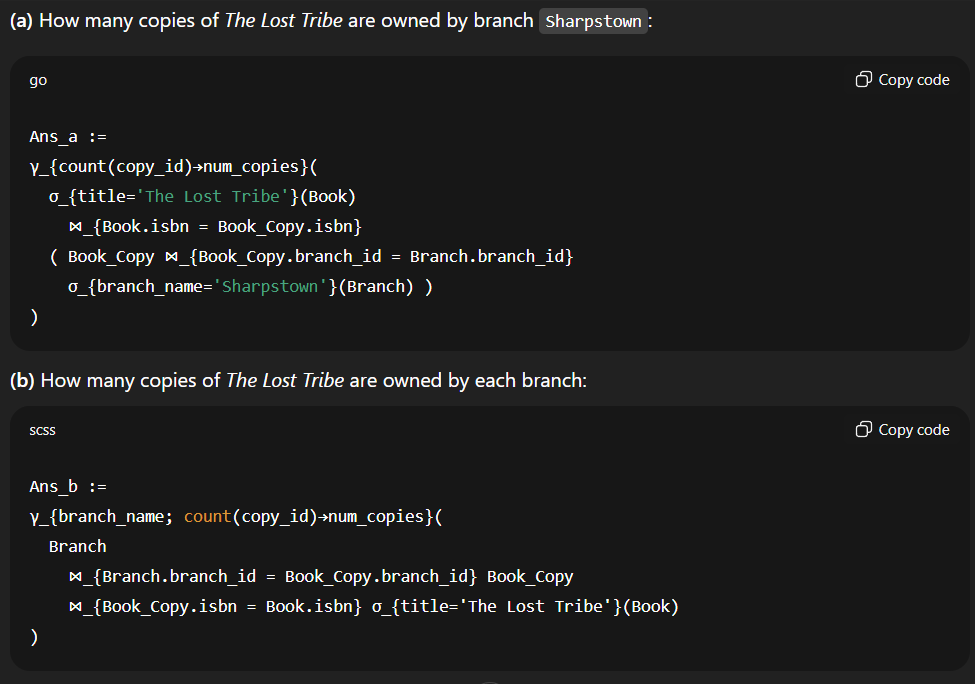 (a) How many copies of The Lost Tribe are owned by branch Sharpstown:
go
Copy code
Ans_a :=
γ_{count(copy_id)→num_copies}(
σ_{title='The Lost Tribe'}(Book)
⋈_{Book.isbn = Book_Copy.isbn}
( Book_Copy ⋈_{Book_Copy.branch_id = Branch.branch_id}
σ_{branch_name='Sharpstown'}(Branch) )
)
(b) How many copies of The Lost Tribe are owned by each branch:
scss
Copy code
Ans_b :=
γ_{branch_name; count(copy_id)→num_copies}(
Branch
⋈_{Branch.branch_id = Book_Copy.branch_id} Book_Copy
⋈_{Book_Copy.isbn = Book.isbn} σ_{title='The Lost Tribe'}(Book)
)